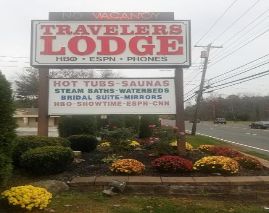 NO VACANCY
TRAVELERS
LODGE
HBO • ESPN • PHONES
HOT TUBS-SAUNAS
STEAM BATHS-WATERBEDS
BRIDAL SUITE-MIRRORS
HBO-SHOWTIME-ESPN-CNN